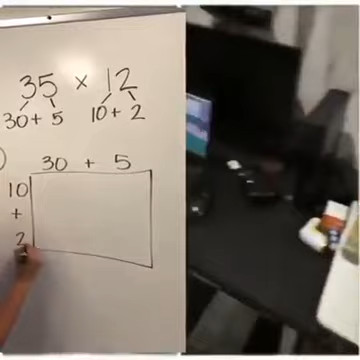 35 × 12
30 + 5 10 + 2
30 + 5
10
+
2